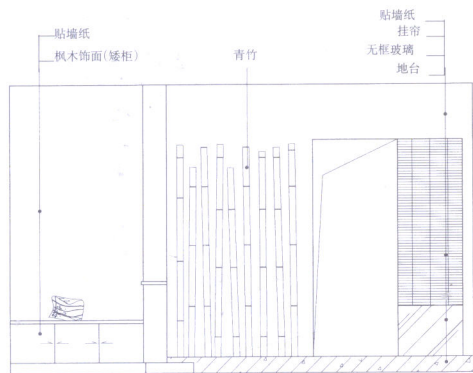 贴墙纸
枫木饰面(矮柜)
青竹
贴墙纸
挂帘
无框玻璃
地台